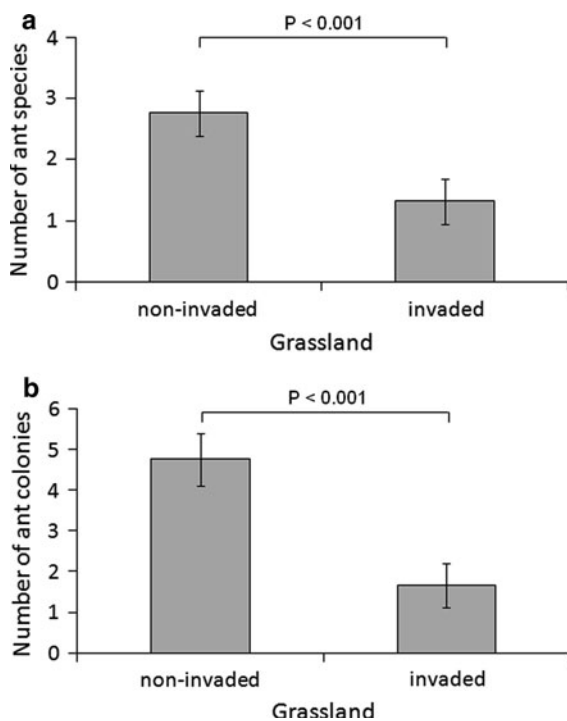 a
P < 0.001
Number of ant species
4
3
2
1
0
non-invaded invaded
Grassland
b
P < 0.001
Number of ant colonies
6
5
4
3
2
1
0
non-invaded invaded
Grassland